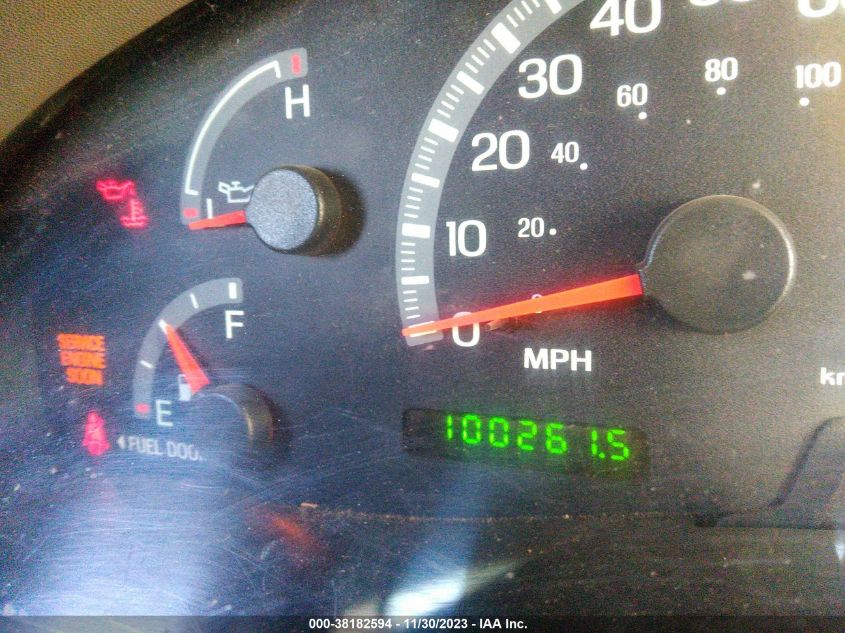 40
30
60
80
100
H
20
40
L
10
20
0
F
SERVICE
ENGINE
SOON
MPH
E
FUEL DOOR
100261.5
000-38182594 - 11/30/2023 - IAA Inc.